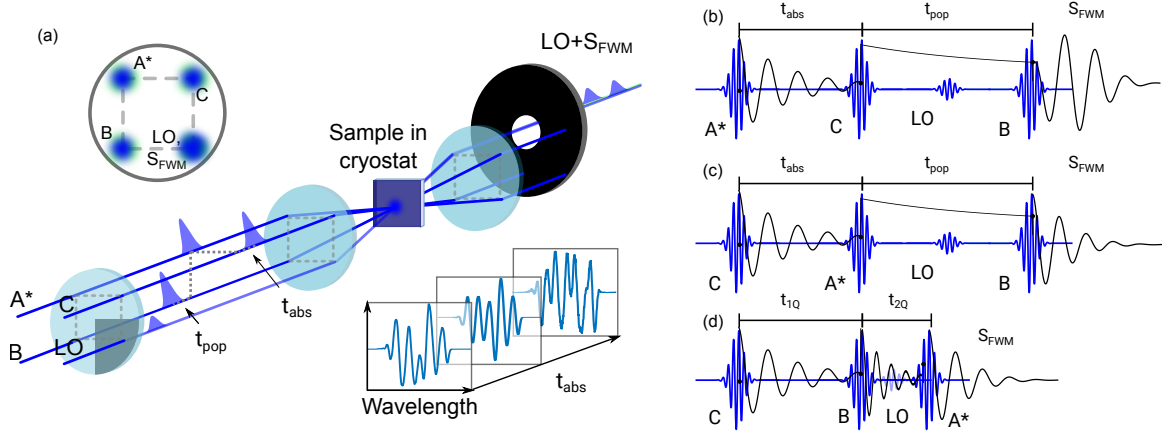 (a)
A*
C
B
LO,
S_FWM
LO+S_FWM
Sample in
cryostat
A*
C
B
LO
t_abs
t_pop
Wavelength
t_abs
(b)
t_abs
t_pop
S_FWM
A*
C
LO
B
(c)
t_abs
t_pop
S_FWM
C
A*
LO
B
t_1Q
t_2Q
(d)
S_FWM
C
B
LO
A*